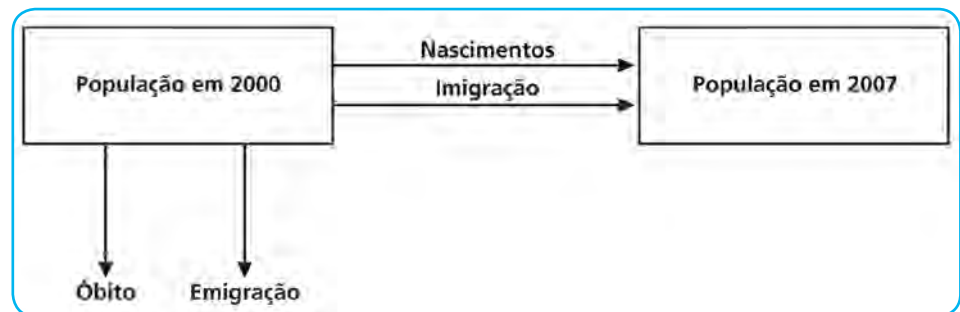 Nascimentos
População em 2000
Imigração
População em 2007
Óbito
Emigração